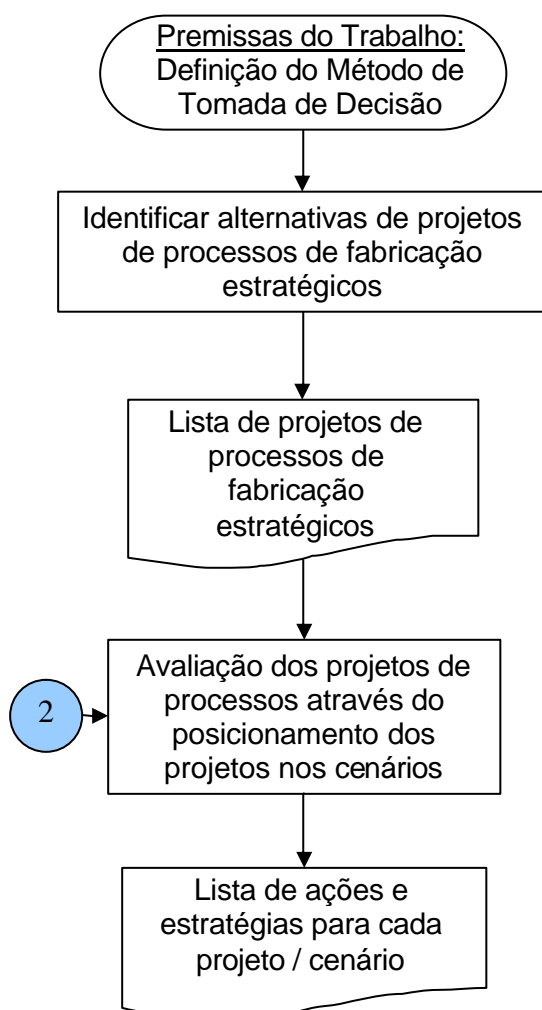 Premissas do Trabalho:
Definição do Método de
Tomada de Decisão
Identificar alternativas de projetos
de processos de fabricação
estratégicos
Lista de projetos de
processos de
fabricação
estratégicos
2
Avaliação dos projetos de
processos através do
posicionamento dos
projetos nos cenários
Lista de ações e
estratégias para cada
projeto / cenário